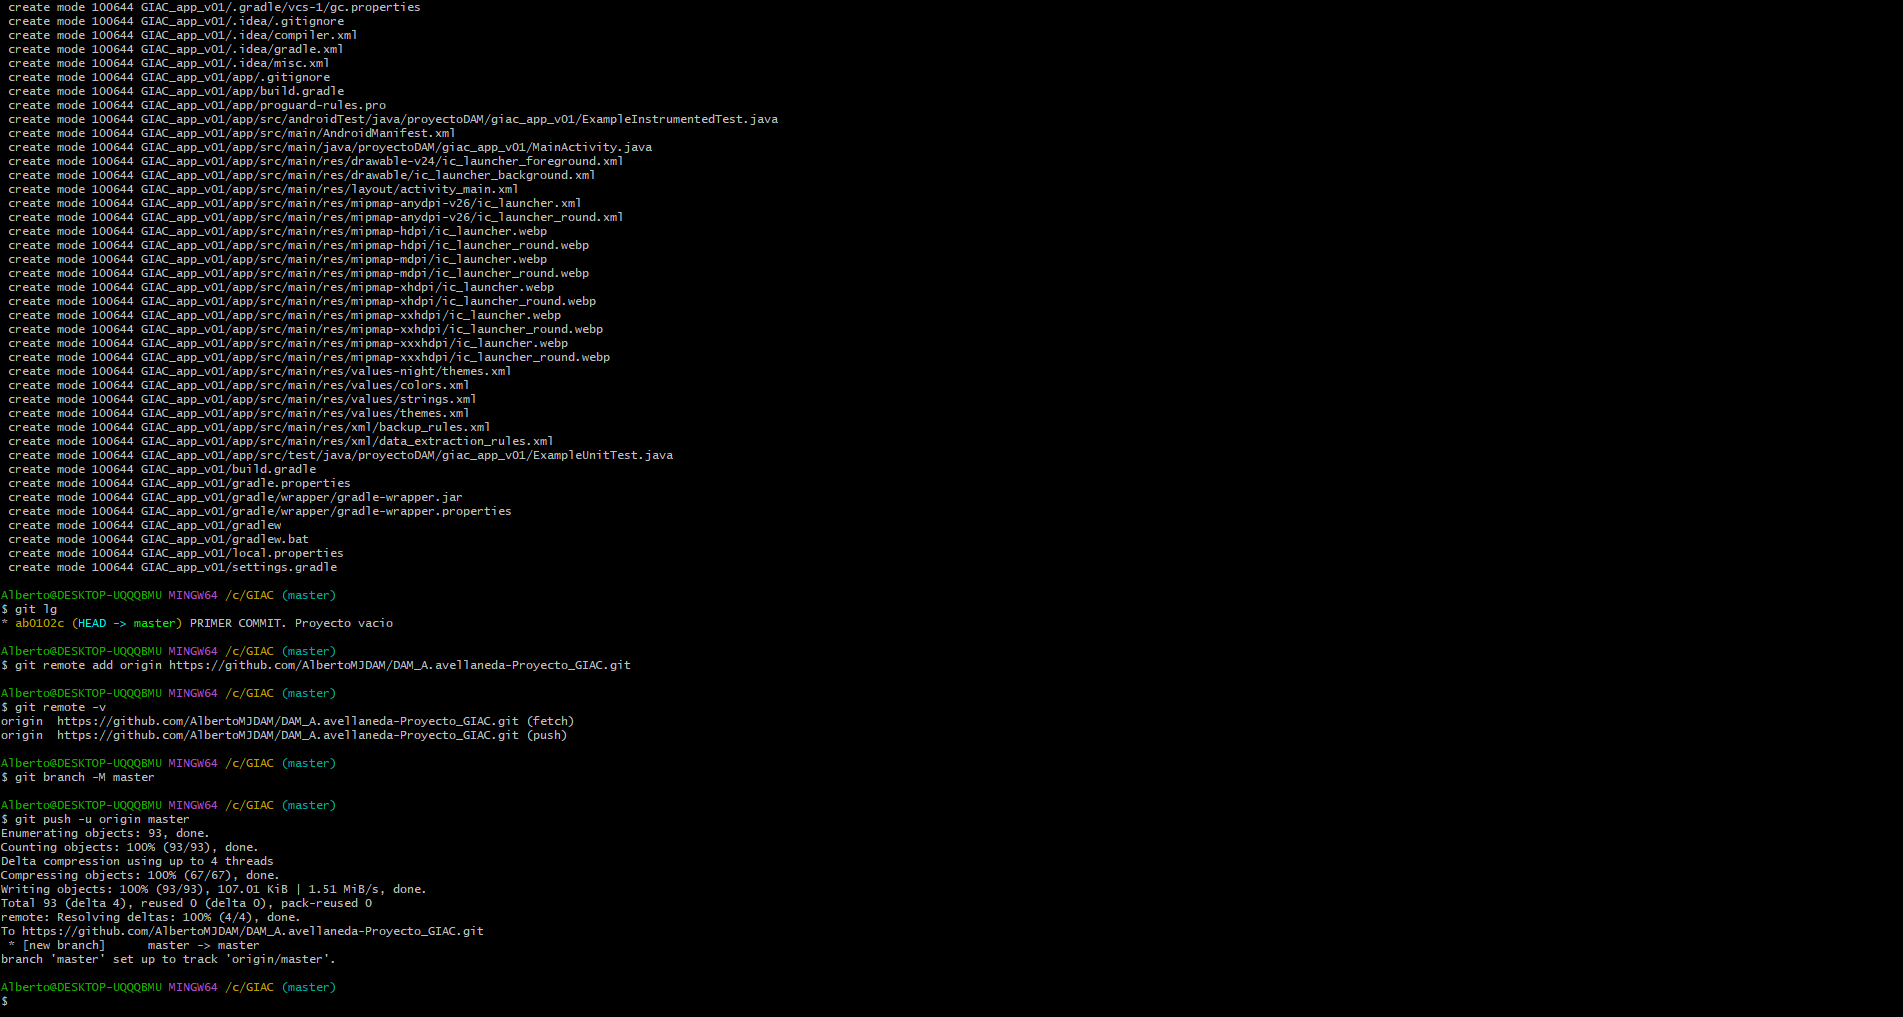 create mode 100644 GIAC_app_v01/.gradle/vcs-1/gc.properties
create mode 100644 GIAC_app_v01/.idea/.gitignore
create mode 100644 GIAC_app_v01/.idea/compiler.xml
create mode 100644 GIAC_app_v01/.idea/gradle.xml
create mode 100644 GIAC_app_v01/.idea/misc.xml
create mode 100644 GIAC_app_v01/app/.gitignore
create mode 100644 GIAC_app_v01/app/build.gradle
create mode 100644 GIAC_app_v01/app/proguard-rules.pro
create mode 100644 GIAC_app_v01/app/src/androidTest/java/proyectoDAM/giac_app_v01/ExampleInstrumentedTest.java
create mode 100644 GIAC_app_v01/app/src/main/AndroidManifest.xml
create mode 100644 GIAC_app_v01/app/src/main/java/proyectoDAM/giac_app_v01/MainActivity.java
create mode 100644 GIAC_app_v01/app/src/main/res/drawable-v24/ic_launcher_foreground.xml
create mode 100644 GIAC_app_v01/app/src/main/res/drawable/ic_launcher_background.xml
create mode 100644 GIAC_app_v01/app/src/main/res/layout/activity_main.xml
create mode 100644 GIAC_app_v01/app/src/main/res/mipmap-anydpi-v26/ic_launcher.xml
create mode 100644 GIAC_app_v01/app/src/main/res/mipmap-anydpi-v26/ic_launcher_round.xml
create mode 100644 GIAC_app_v01/app/src/main/res/mipmap-hdpi/ic_launcher.webp
create mode 100644 GIAC_app_v01/app/src/main/res/mipmap-hdpi/ic_launcher_round.webp
create mode 100644 GIAC_app_v01/app/src/main/res/mipmap-mdpi/ic_launcher.webp
create mode 100644 GIAC_app_v01/app/src/main/res/mipmap-mdpi/ic_launcher_round.webp
create mode 100644 GIAC_app_v01/app/src/main/res/mipmap-xhdpi/ic_launcher.webp
create mode 100644 GIAC_app_v01/app/src/main/res/mipmap-xhdpi/ic_launcher_round.webp
create mode 100644 GIAC_app_v01/app/src/main/res/mipmap-xxhdpi/ic_launcher.webp
create mode 100644 GIAC_app_v01/app/src/main/res/mipmap-xxhdpi/ic_launcher_round.webp
create mode 100644 GIAC_app_v01/app/src/main/res/mipmap-xxxhdpi/ic_launcher.webp
create mode 100644 GIAC_app_v01/app/src/main/res/mipmap-xxxhdpi/ic_launcher_round.webp
create mode 100644 GIAC_app_v01/app/src/main/res/values-night/themes.xml
create mode 100644 GIAC_app_v01/app/src/main/res/values/colors.xml
create mode 100644 GIAC_app_v01/app/src/main/res/values/strings.xml
create mode 100644 GIAC_app_v01/app/src/main/res/values/themes.xml
create mode 100644 GIAC_app_v01/app/src/main/res/xml/backup_rules.xml
create mode 100644 GIAC_app_v01/app/src/main/res/xml/data_extraction_rules.xml
create mode 100644 GIAC_app_v01/app/src/test/java/proyectoDAM/giac_app_v01/ExampleUnitTest.java
create mode 100644 GIAC_app_v01/build.gradle
create mode 100644 GIAC_app_v01/gradle.properties
create mode 100644 GIAC_app_v01/gradle/wrapper/gradle-wrapper.jar
create mode 100644 GIAC_app_v01/gradle/wrapper/gradle-wrapper.properties
create mode 100644 GIAC_app_v01/gradlew
create mode 100644 GIAC_app_v01/gradlew.bat
create mode 100644 GIAC_app_v01/local.properties
create mode 100644 GIAC_app_v01/settings.gradle
Alberto@DESKTOP-UQQQBMU MINGW64 /c/GIAC (master)
$ git lg
* ab0102c (HEAD -> master) PRIMER COMMIT. Proyecto vacio
Alberto@DESKTOP-UQQQBMU MINGW64 /c/GIAC (master)
$ git remote add origin https://github.com/AlbertoMJDAM/DAM_A.avellaneda-Proyecto_GIAC.git
Alberto@DESKTOP-UQQQBMU MINGW64 /c/GIAC (master)
$ git remote -v
origin  https://github.com/AlbertoMJDAM/DAM_A.avellaneda-Proyecto_GIAC.git (fetch)
origin  https://github.com/AlbertoMJDAM/DAM_A.avellaneda-Proyecto_GIAC.git (push)
Alberto@DESKTOP-UQQQBMU MINGW64 /c/GIAC (master)
$ git branch -M master
Alberto@DESKTOP-UQQQBMU MINGW64 /c/GIAC (master)
$ git push -u origin master
Enumerating objects: 93, done.
Counting objects: 100% (93/93), done.
Delta compression using up to 4 threads
Compressing objects: 100% (67/67), done.
Writing objects: 100% (93/93), 107.01 KiB | 1.51 MiB/s, done.
Total 93 (delta 4), reused 0 (delta 0), pack-reused 0
remote: Resolving deltas: 100% (4/4), done.
To https://github.com/AlbertoMJDAM/DAM_A.avellaneda-Proyecto_GIAC.git
* [new branch]      master -> master
branch 'master' set up to track 'origin/master'.
Alberto@DESKTOP-UQQQBMU MINGW64 /c/GIAC (master)
$